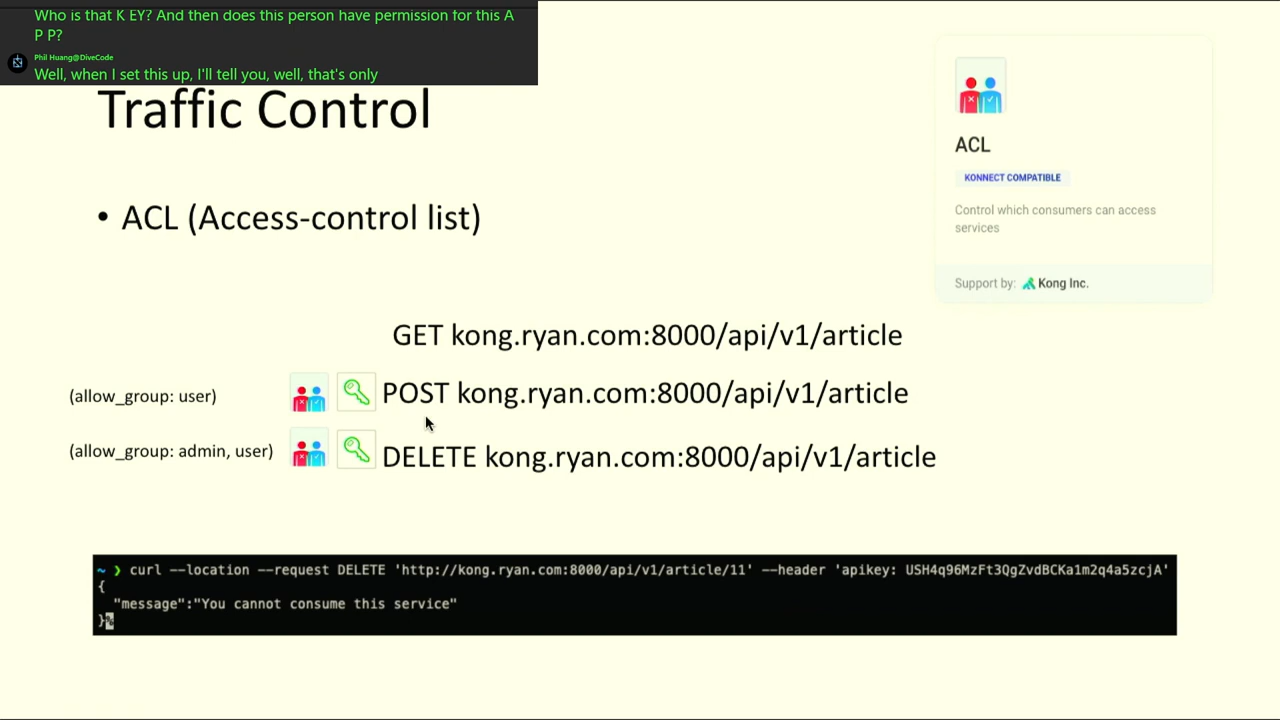 Who is that K EY? And then does this person have permission for this A
P P?
Phil Huang@DiveCode
Well, when I set this up, I'll tell you, well, that's only
Traffic Control
• ACL (Access-control list)
ACL
KONNECT COMPATIBLE
Control which consumers can access
services
Support by: Kong Inc.
GET kong.ryan.com:8000/api/v1/article
(allow_group: user) POST kong.ryan.com:8000/api/v1/article
(allow_group: admin, user) DELETE kong.ryan.com:8000/api/v1/article
~ ❯ curl --location --request DELETE 'http://kong.ryan.com:8000/api/v1/article/11' --header 'apikey: USH4q96MzFt3QgZvdBCKa1m2q4a5zcjA'
{
"message":"You cannot consume this service"
}%